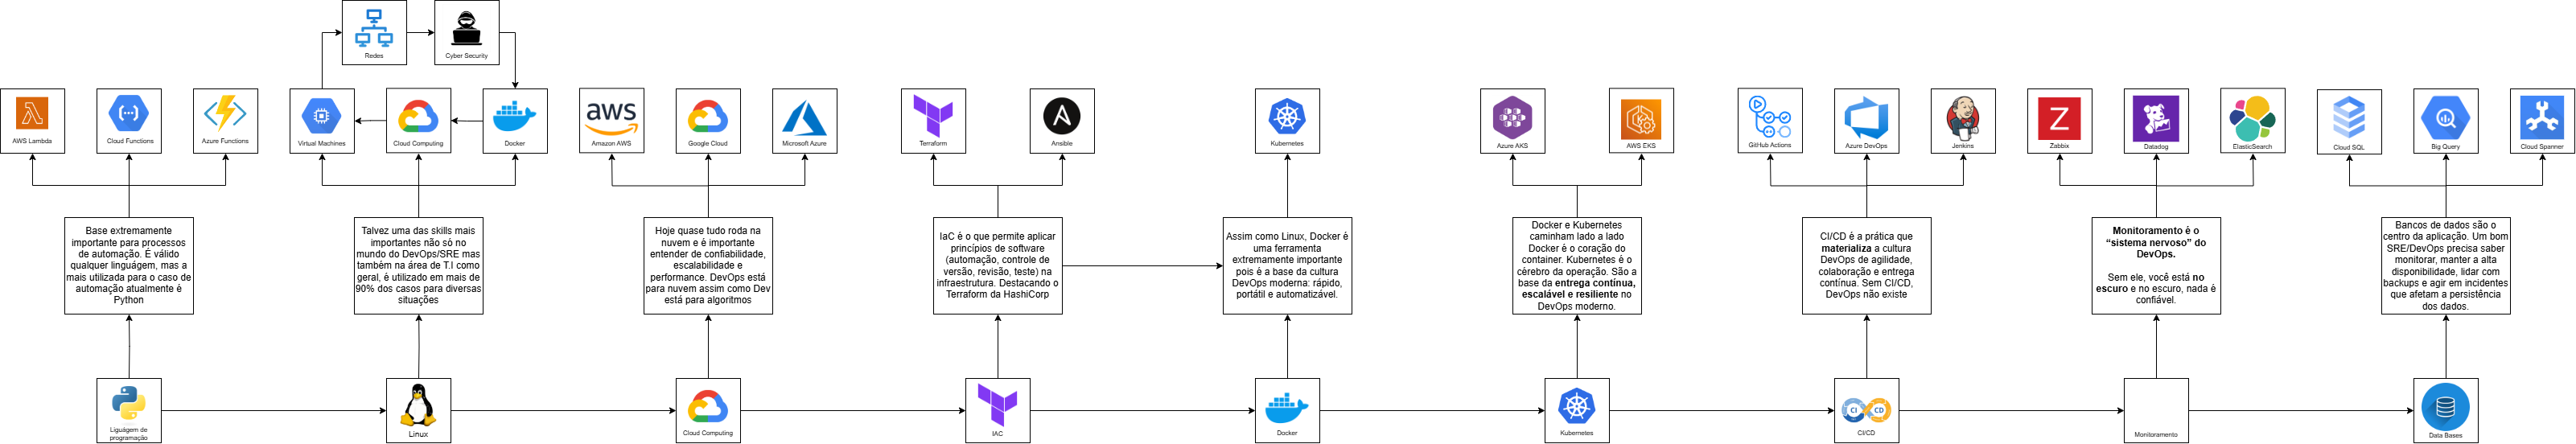 Redes
Cyber Security
AWS Lambda
Cloud Functions
Azure Functions
Virtual Machines
Cloud Computing
Docker
aws
Amazon AWS
Google Cloud
Microsoft Azure
Terraform
A
Ansible
Kubernetes
Azure AKS
K
AWS EKS
GitHub Actions
Azure DevOps
Jenkins
Z
Zabbix
Datadog
ElasticSearch
Cloud SQL
Big Query
Cloud Spanner
Base extremamente
importante para processos
de automação. É válido
qualquer linguágem, mas a
mais utilizada para o caso de
automação atualmente é
Python
Talvez uma das skills mais
importantes não só no
mundo do DevOps/SRE mas
também na área de T.I como
geral, é utilizado em mais de
90% dos casos para diversas
situações
Hoje quase tudo roda na
nuvem e é importante
entender de confiabilidade,
escalabilidade e
performance. DevOps está
para nuvem assim como Dev
está para algoritmos
IaC é o que permite aplicar
princípios de software
(automação, controle de
versão, revisão, teste) na
infraestrutura. Destacando o
Terraform da HashiCorp
Assim como Linux, Docker é
uma ferramenta
extremamente importante
pois é a base da cultura
DevOps moderna: rápido,
portátil e automatizável.
Docker e Kubernetes
caminham lado a lado
Docker é o coração do
container. Kubernetes é o
cérebro da operação. São a
base da entrega contínua,
escalável e resiliente no
DevOps moderno.
CI/CD é a prática que
materializa a cultura
DevOps de agilidade,
colaboração e entrega
contínua. Sem CI/CD,
DevOps não existe
Monitoramento é o
“sistema nervoso” do
DevOps.
Sem ele, você está no
escuro e no escuro, nada é
confiável.
Bancos de dados são o
centro da aplicação. Um bom
SRE/DevOps precisa saber
monitorar, manter a alta
disponibilidade, lidar com
backups e agir em incidentes
que afetam a persistência
dos dados.
Liguágem de
programação
Linux
Cloud Computing
IAC
Docker
Kubernetes
CI CD
CI/CD
Monitoramento
Data Bases